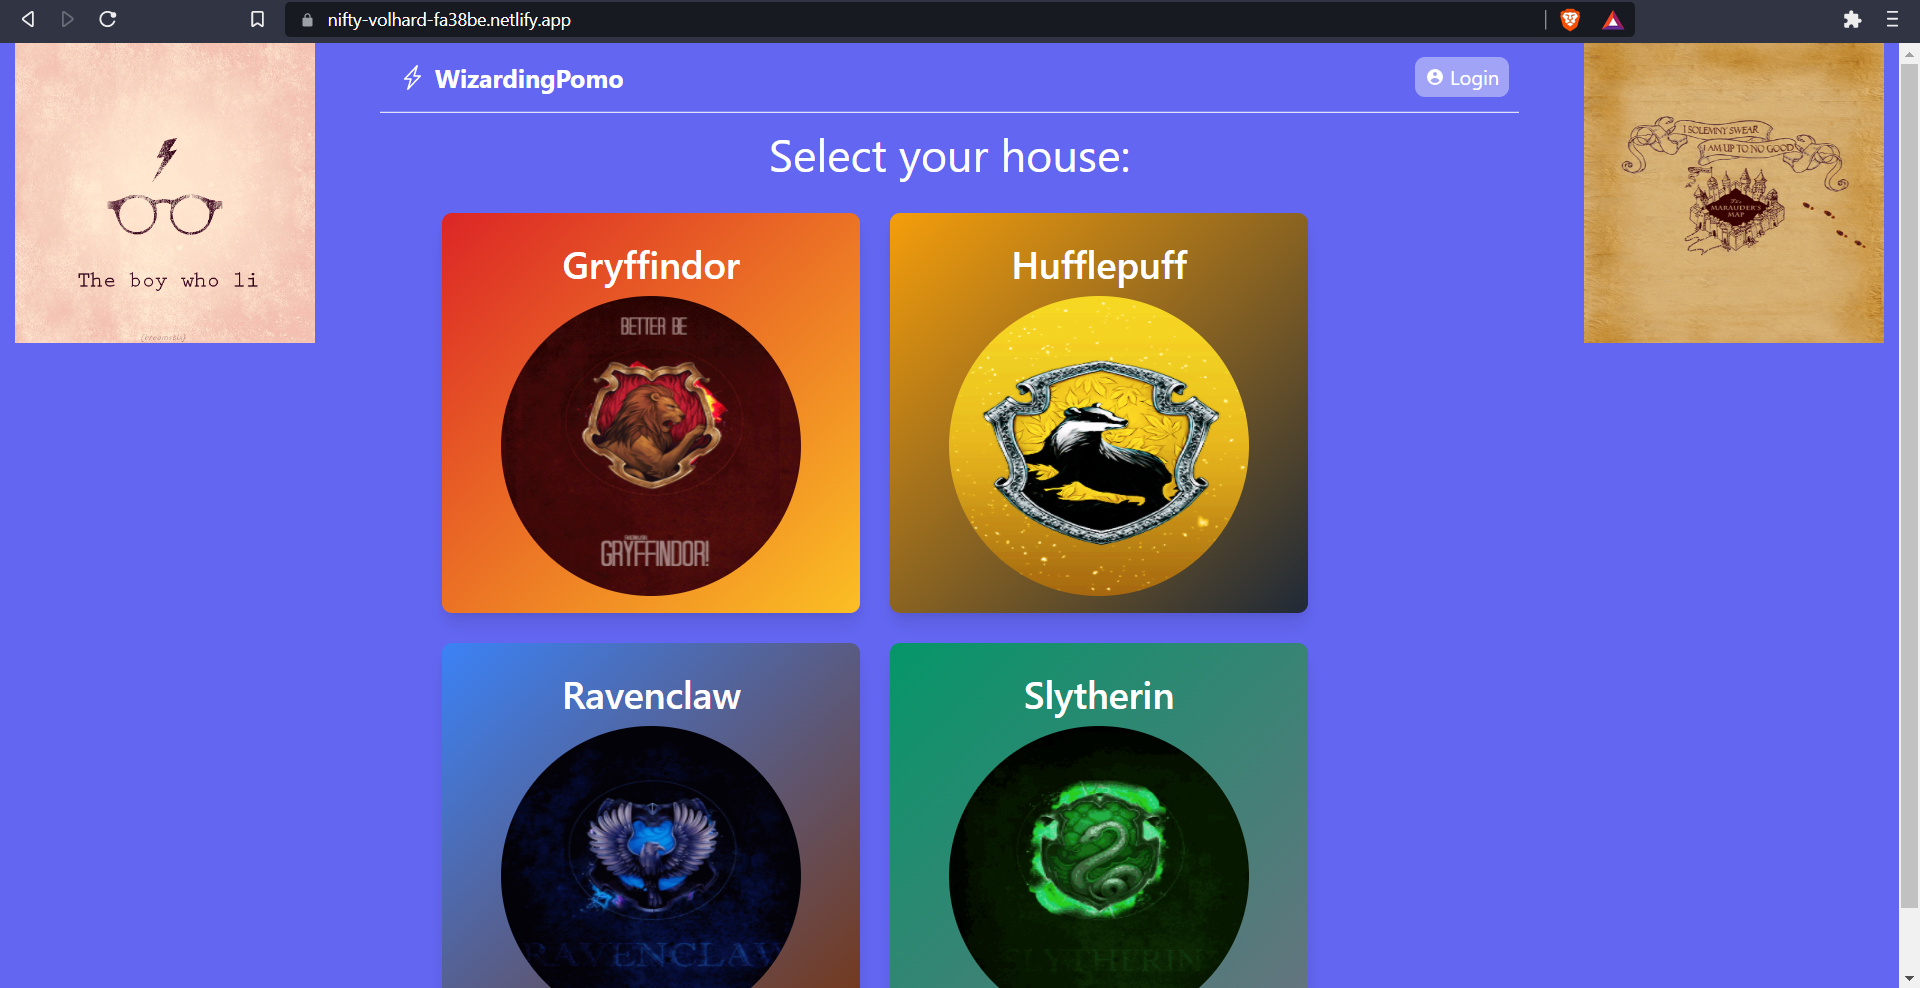 nifty-volhard-fa38be.netlify.app
WizardingPomo
Login
Select your house:
The boy who li
I SOLEMNY SWEAR
I AM UP TO NO GOOD
The
MARAUDER'S
MAP
Gryffindor
BETTER BE
GRYFFINDOR!
Hufflepuff
Ravenclaw
RAVENCLAW
Slytherin
SLYTHERIN